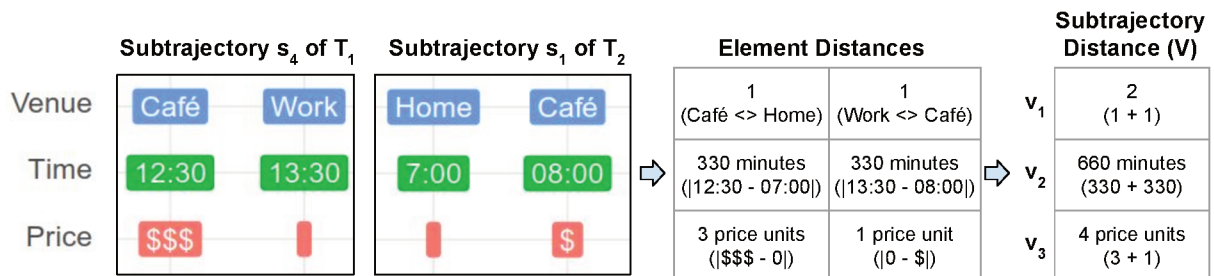 Subtrajectory s4 of T1
Subtrajectory s1 of T2
Element Distances
Subtrajectory
Distance (V)
Venue
Café
Work
Home
Café
1
(Café <> Home)
1
(Work <> Café)
v1
2
(1 + 1)
Time
12:30
13:30
7:00
08:00
330 minutes
(|12:30 - 07:00|)
330 minutes
(|13:30 - 08:00|)
v2
660 minutes
(330 + 330)
Price
$$$
$
3 price units
(|$$$ - 0|)
1 price unit
(|0 - $|)
v3
4 price units
(3 + 1)